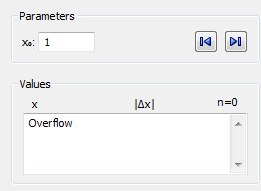 Parameters
x₀: 1
Values
x |Δx| n=0
Overflow